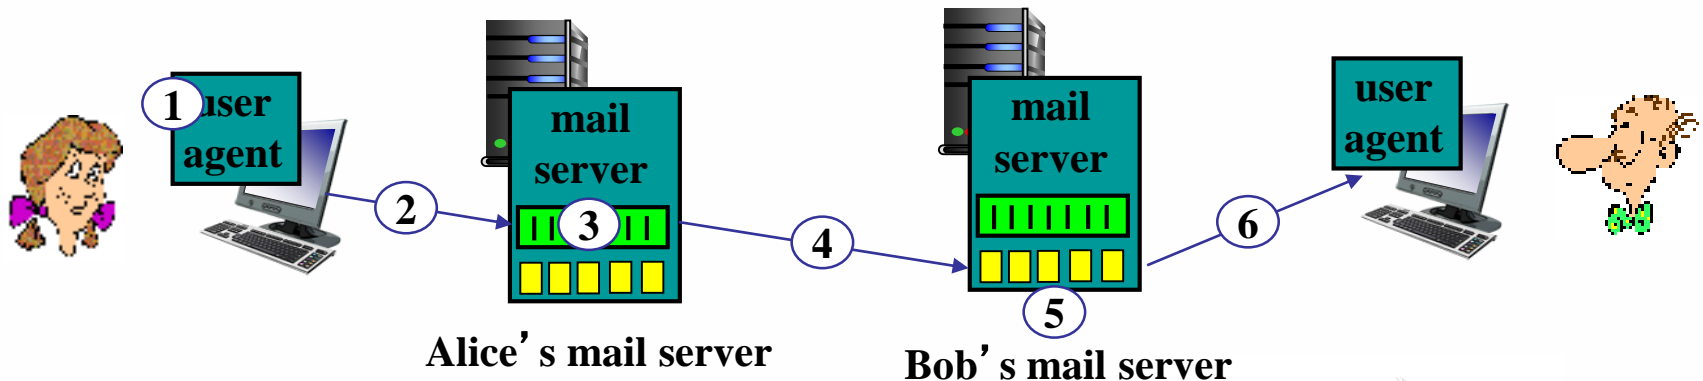 1
user
agent
2
mail
server
3
Alice's mail server
4
mail
server
5
Bob's mail server
6
user
agent